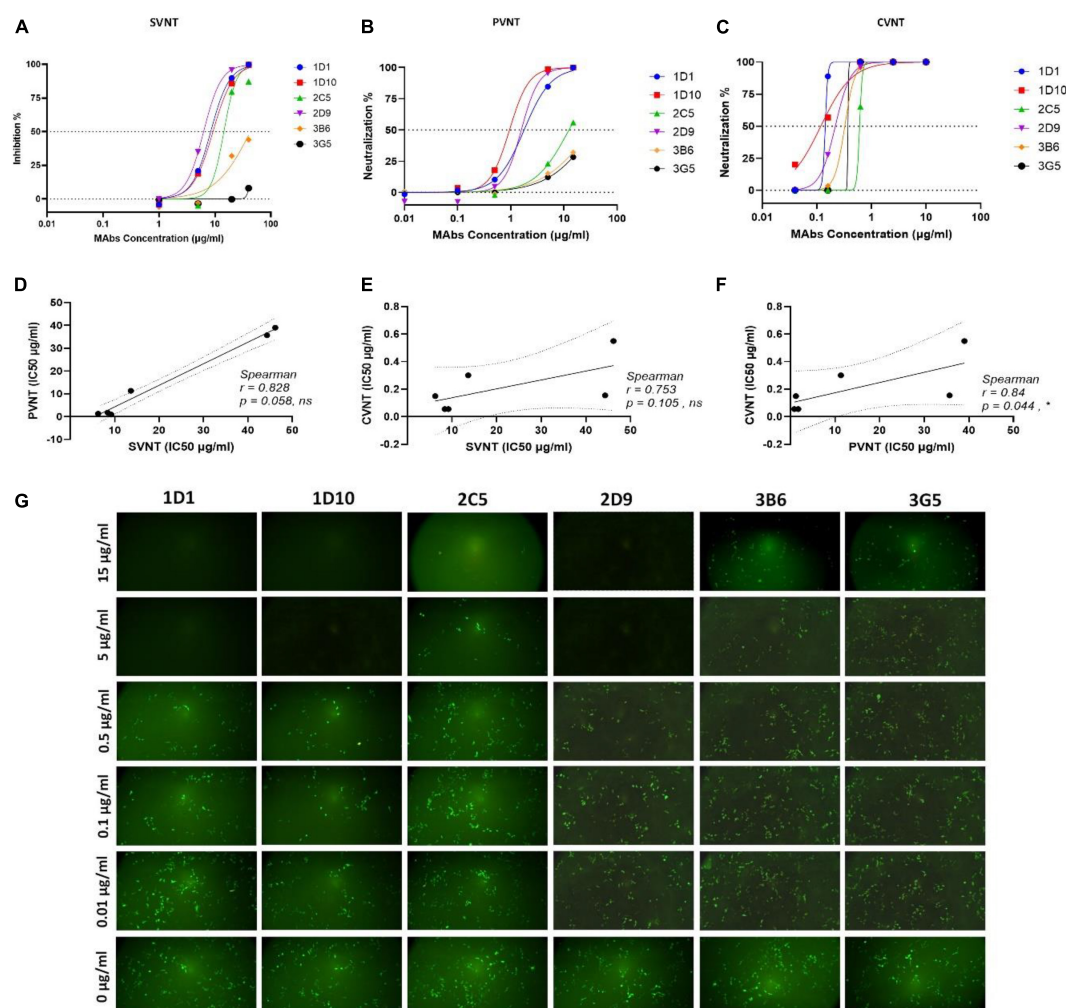 A
SVNT
Inhibition %
100
75
50
25
0
0.01
0.1
1
10
100
MAbs Concentration (µg/ml)
1D1
1D10
2C5
2D9
3B6
3G5
B
PVNT
Neutralization %
100
75
50
25
0
0.01
0.1
1
10
100
MAbs Concentration (µg/ml)
1D1
1D10
2C5
2D9
3B6
3G5
C
CVNT
Neutralization %
100
75
50
25
0
0.01
0.1
1
10
100
MAbs Concentration (µg/ml)
1D1
1D10
2C5
2D9
3B6
3G5
D
PVNT (IC50 µg/ml)
50
40
30
20
10
0
-10
10
20
30
40
50
SVNT (IC50 µg/ml)
Spearman
r = 0.828
p = 0.058, ns
E
CVNT (IC50 µg/ml)
0.8
0.6
0.4
0.2
0.0
-0.2
10
20
30
40
50
SVNT (IC50 µg/ml)
Spearman
r = 0.753
p = 0.105 , ns
F
CVNT (IC50 µg/ml)
0.8
0.6
0.4
0.2
0.0
-0.2
10
20
30
40
50
PVNT (IC50 µg/ml)
Spearman
r = 0.84
p = 0.044 , *
G
1D1
1D10
2C5
2D9
3B6
3G5
15 µg/ml
5 µg/ml
0.5 µg/ml
0.1 µg/ml
0.01 µg/ml
0 µg/ml